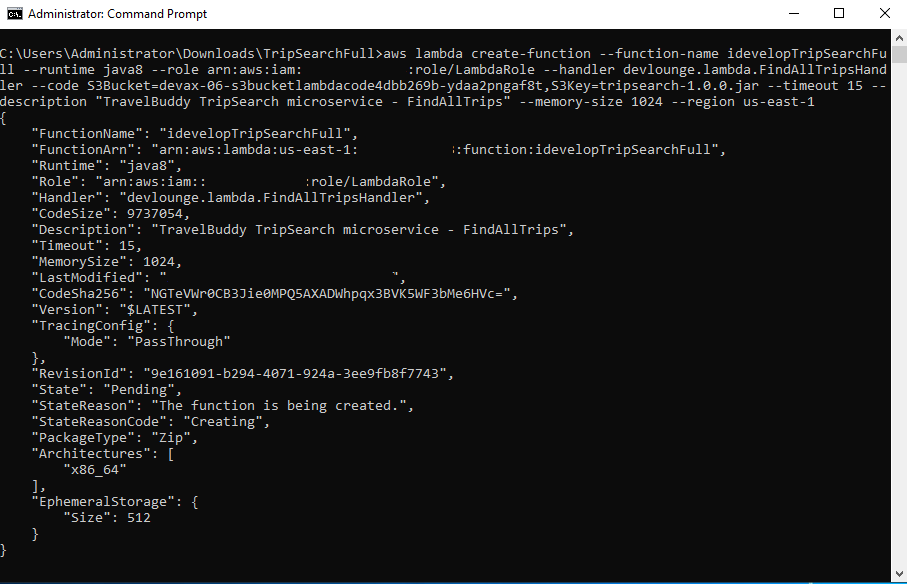 Administrator: Command Prompt
C:\Users\Administrator\Downloads\TripSearchFull>aws lambda create-function --function-name idevelopTripSearchFu
ll --runtime java8 --role arn:aws:iam: :role/LambdaRole --handler devlounge.lambda.FindAllTripsHand
ler --code S3Bucket=devax-06-s3bucketlambdacode4dbb269b-ydaa2pngaf8t,S3Key=tripsearch-1.0.0.jar --timeout 15 --
description "TravelBuddy TripSearch microservice - FindAllTrips" --memory-size 1024 --region us-east-1
{
"FunctionName": "idevelopTripSearchFull",
"FunctionArn": "arn:aws:lambda:us-east-1: :function:idevelopTripSearchFull",
"Runtime": "java8",
"Role": "arn:aws:iam:: :role/LambdaRole",
"Handler": "devlounge.lambda.FindAllTripsHandler",
"CodeSize": 9737054,
"Description": "TravelBuddy TripSearch microservice - FindAllTrips",
"Timeout": 15,
"MemorySize": 1024,
"LastModified": " ",
"CodeSha256": "NGTeVWr0CB3Jie0MPQ5AXADWhpqx3BVK5WF3bMe6HVc=",
"Version": "$LATEST",
"TracingConfig": {
"Mode": "PassThrough"
},
"RevisionId": "9e161091-b294-4071-924a-3ee9fb8f7743",
"State": "Pending",
"StateReason": "The function is being created.",
"StateReasonCode": "Creating",
"PackageType": "Zip",
"Architectures": [
"x86_64"
],
"EphemeralStorage": {
"Size": 512
}
}